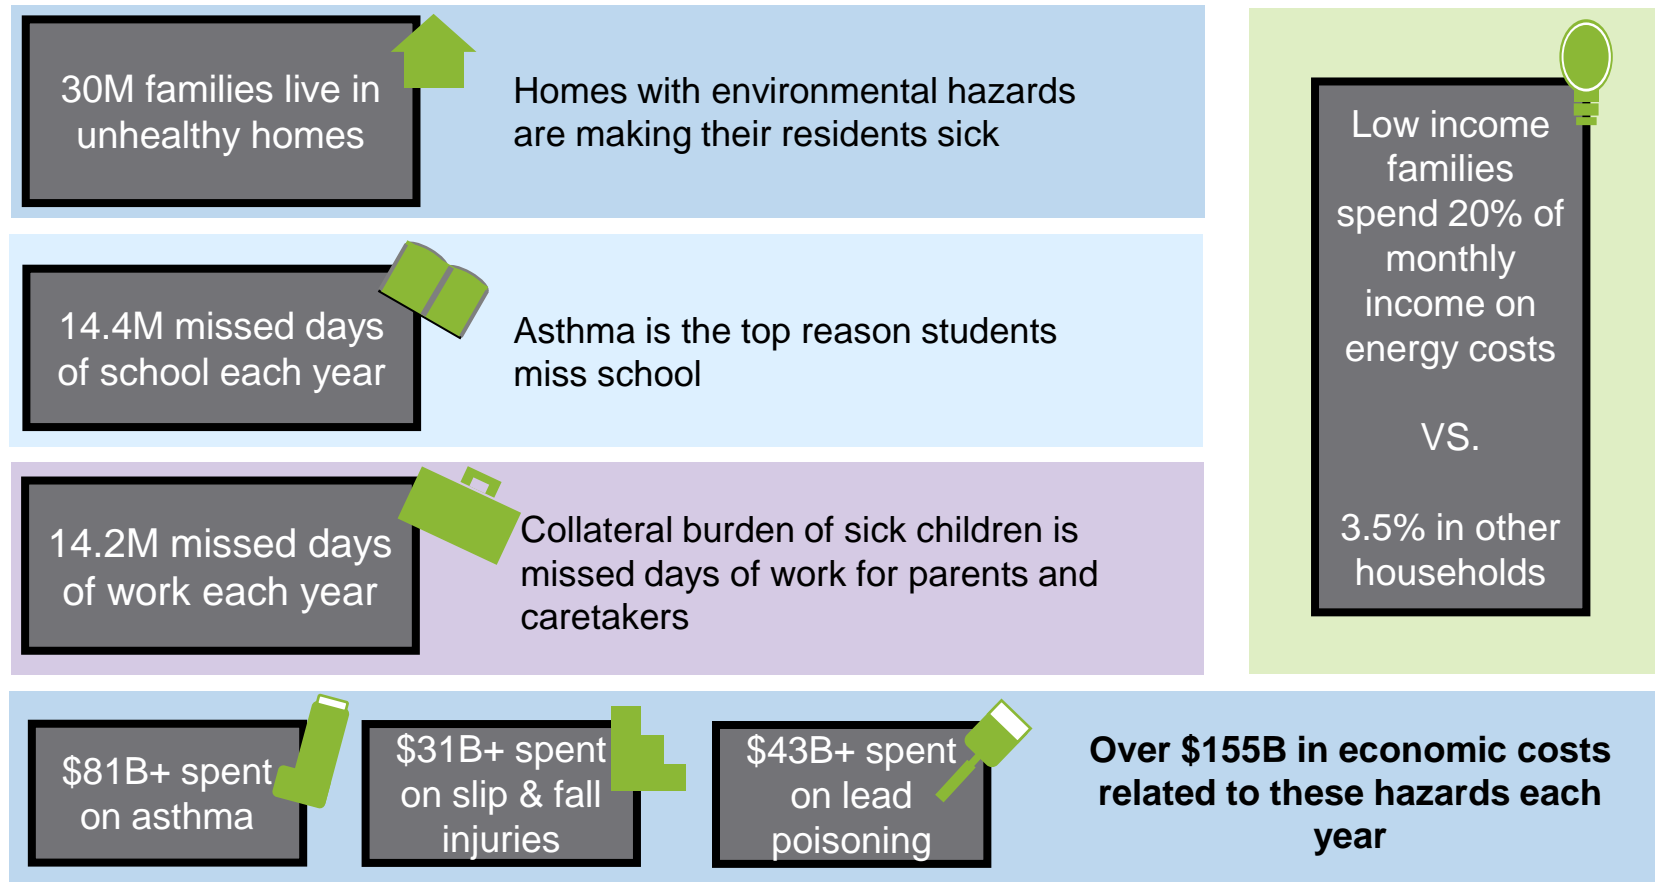 30M families live in
unhealthy homes
Homes with environmental hazards
are making their residents sick
14.4M missed days
of school each year
Asthma is the top reason students
miss school
14.2M missed days
of work each year
Collateral burden of sick children is
missed days of work for parents and
caretakers
Low income
families
spend 20% of
monthly
income on
energy costs
VS.
3.5% in other
households
$81B+ spent
on asthma
$31B+ spent
on slip & fall
injuries
$43B+ spent
on lead
poisoning
Over $155B in economic costs
related to these hazards each
year